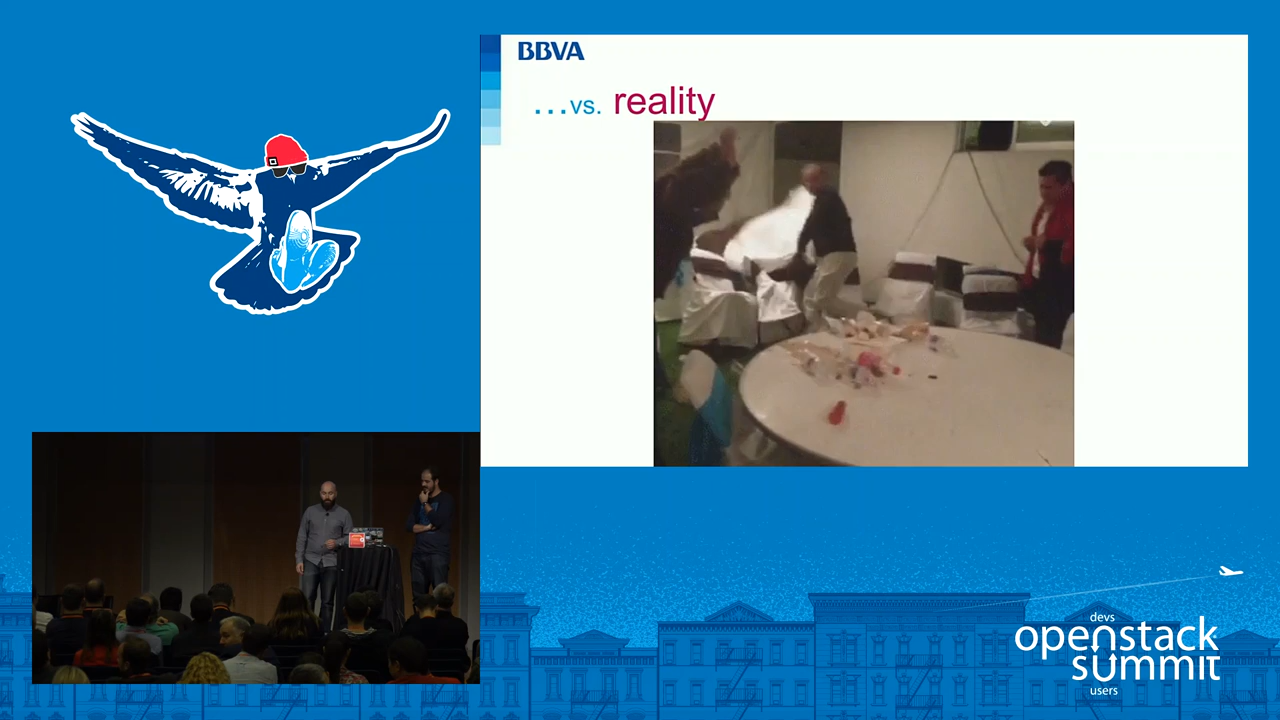 BBVA
...vs. reality
devs
openstack
summit
users